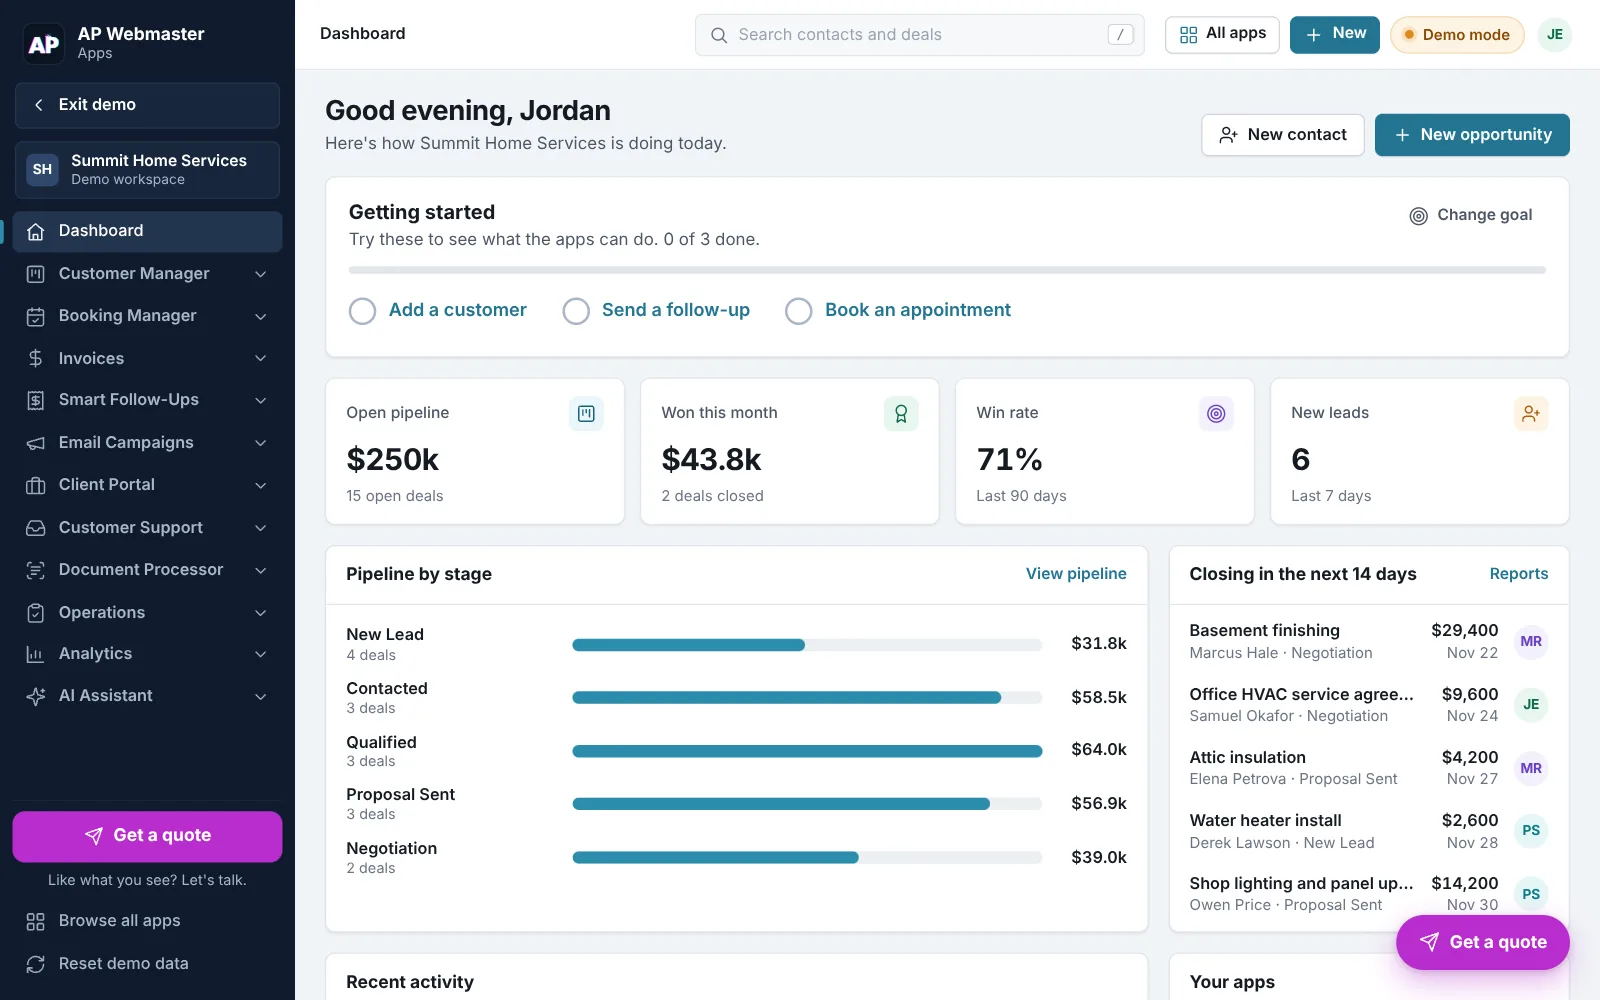 AP
AP Webmaster
Apps
Exit demo
SH
Summit Home Services
Demo workspace
Dashboard
Customer Manager
Booking Manager
Invoices
Smart Follow-Ups
Email Campaigns
Client Portal
Customer Support
Document Processor
Operations
Analytics
AI Assistant
Get a quote
Like what you see? Let's talk.
Browse all apps
Reset demo data
Dashboard
Search contacts and deals
/
All apps
New
Demo mode
JE
Good evening, Jordan
Here's how Summit Home Services is doing today.
New contact
New opportunity
Getting started
Try these to see what the apps can do. 0 of 3 done.
Change goal
Add a customer
Send a follow-up
Book an appointment
Open pipeline
$250k
15 open deals
Won this month
$43.8k
2 deals closed
Win rate
71%
Last 90 days
New leads
6
Last 7 days
Pipeline by stage
View pipeline
New Lead
4 deals
$31.8k
Contacted
3 deals
$58.5k
Qualified
3 deals
$64.0k
Proposal Sent
3 deals
$56.9k
Negotiation
2 deals
$39.0k
Closing in the next 14 days
Reports
Basement finishing
Marcus Hale · Negotiation
$29,400
Nov 22
MR
Office HVAC service agree...
Samuel Okafor · Negotiation
$9,600
Nov 24
JE
Attic insulation
Elena Petrova · Proposal Sent
$4,200
Nov 27
MR
Water heater install
Derek Lawson · New Lead
$2,600
Nov 28
PS
Shop lighting and panel up...
Owen Price · Proposal Sent
$14,200
Nov 30
PS
Get a quote
Recent activity
Your apps